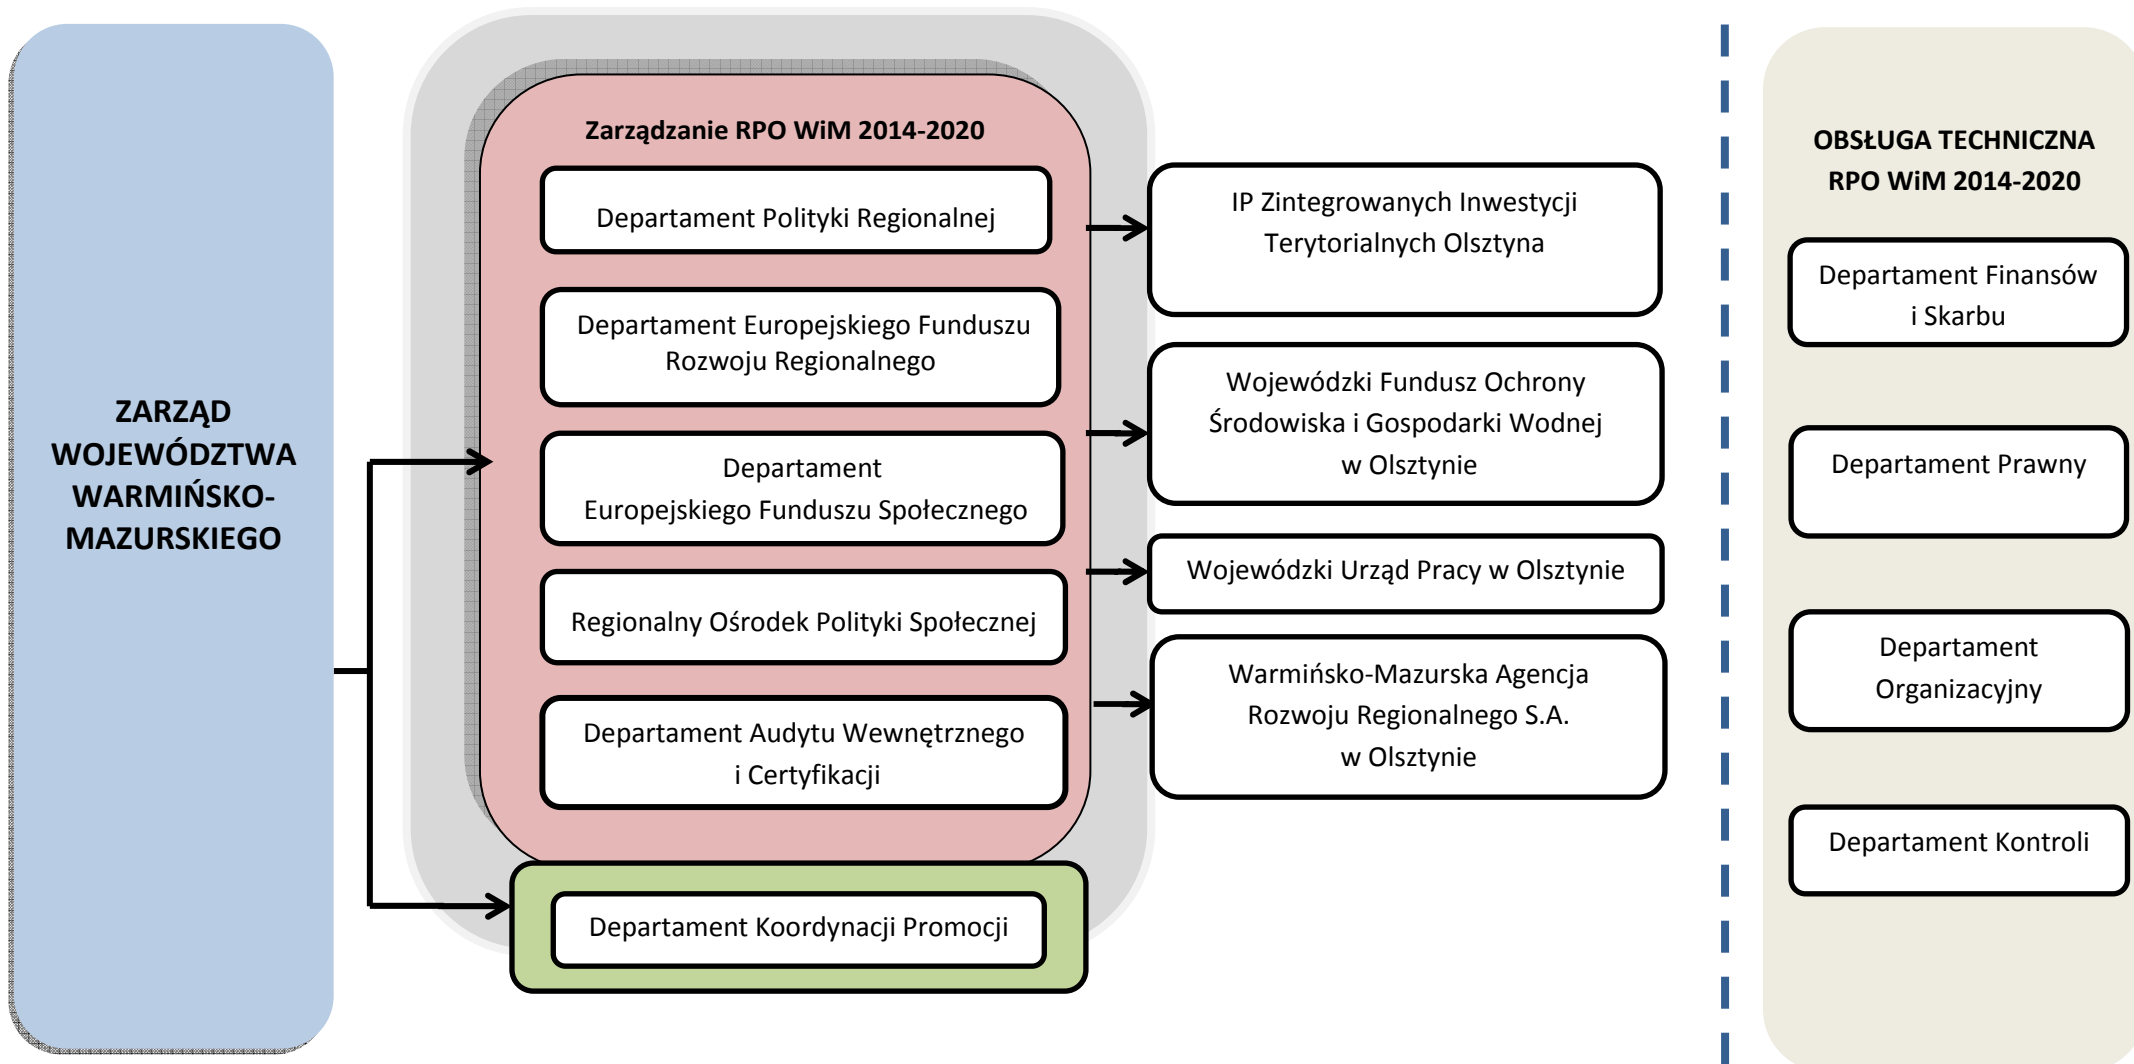 ZARZĄD
WOJEWÓDZTWA
WARMIŃSKO-
MAZURSKIEGO
Zarządzanie RPO WiM 2014-2020
Departament Polityki Regionalnej
Departament Europejskiego Funduszu
Rozwoju Regionalnego
Departament
Europejskiego Funduszu Społecznego
Regionalny Ośrodek Polityki Społecznej
Departament Audytu Wewnętrznego
i Certyfikacji
Departament Koordynacji Promocji
IP Zintegrowanych Inwestycji
Terytorialnych Olsztyna
Wojewódzki Fundusz Ochrony
Środowiska i Gospodarki Wodnej
w Olsztynie
Wojewódzki Urząd Pracy w Olsztynie
Warmińsko-Mazurska Agencja
Rozwoju Regionalnego S.A.
w Olsztynie
OBSŁUGA TECHNICZNA
RPO WiM 2014-2020
Departament Finansów
i Skarbu
Departament Prawny
Departament
Organizacyjny
Departament Kontroli